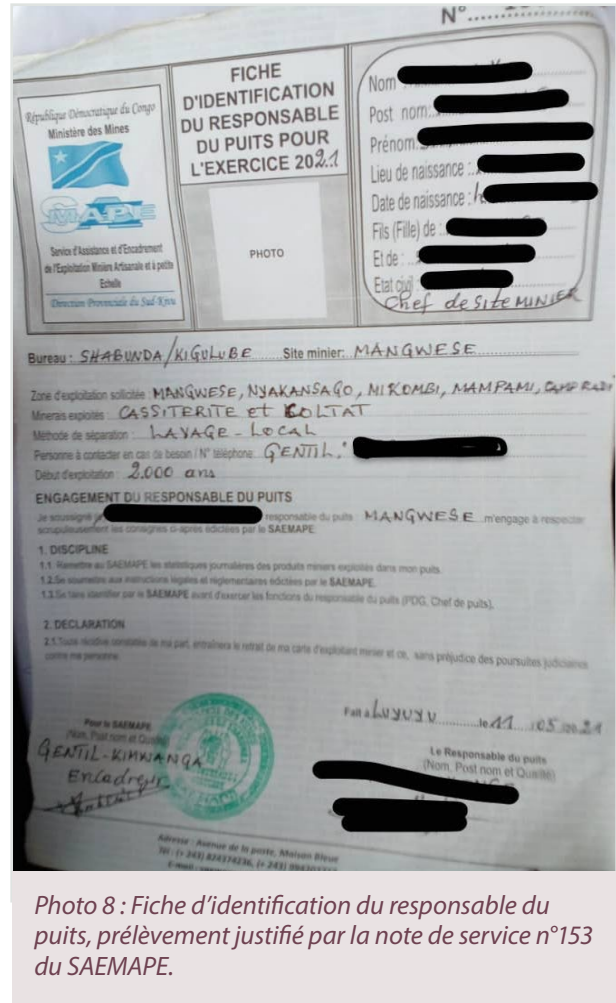 N°
République Démocratique du Congo
Ministère des Mines
SMAPE
Service d'Assistance et d'Encadrement
de l'Exploitation Minière Artisanale et à petite
Echelle
Direction Provinciale du Sud-Kivu
FICHE
D'IDENTIFICATION
DU RESPONSABLE
DU PUITS POUR
L'EXERCICE 2021
PHOTO
Nom
Post nom:
Prénom:
Lieu de naissance :
Date de naissance :
Fils (Fille) de :
Et de :
Etat civil :
Chef de SITE MINIER
Bureau : SHABUNDA/KIGULUBE Site minier: MANGWESE
Zone d'exploitation sollicitée : MANGWESE, NYAKANSAGO, MIKOMBI, MAMPAMI, CAMP RADI
Minerais exploités : CASSITERITE et COLTAT
Méthode de séparation : LAVAGE - LOCAL
Personne à contacter en cas de besoin / N° téléphone: GENTIL :
Début d'exploitation : 2.000 ans
ENGAGEMENT DU RESPONSABLE DU PUITS
Je soussigné responsable du puits MANGWESE m'engage à respecter
scrupuleusement les consignes ci-après édictées par le SAEMAPE.
1. DISCIPLINE
1.1. Remettre au SAEMAPE les statistiques journalières des produits miniers exploités dans mon puits.
1.2. Se soumettre aux instructions légales et réglementaires édictées par le SAEMAPE.
1.3. Se faire identifier par le SAEMAPE avant d'exercer les fonctions du responsable du puits (PDG, Chef de puits).
2. DECLARATION
2.1. Toute récidive constatée de ma part, entraînera le retrait de ma carte d'exploitant minier et ce, sans préjudice des poursuites judiciaires
contre ma personne.
Fait à LUYUYU le 11 /05 /2021
Pour le SAEMAPE
(Nom, Post nom et Qualité)
GENTIL-KIMWANGA
Encadreur
Le Responsable du puits
(Nom, Post nom et Qualité)
Adresse : Avenue de la poste, Maison Bleue
Tél : (+ 243) 824374236, (+ 243)
E-mail :
Photo 8 : Fiche d'identification du responsable du
puits, prélèvement justifié par la note de service n°153
du SAEMAPE.